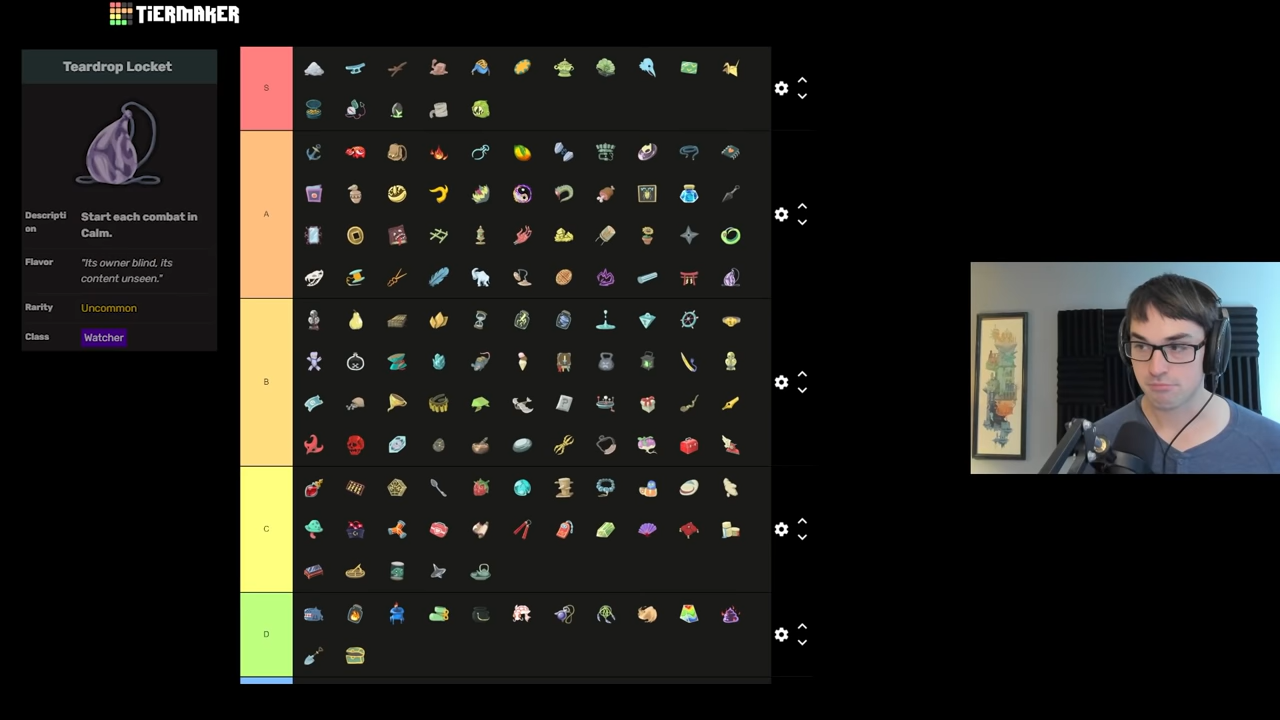 TiERMAKER
Teardrop Locket
Descripti
on
Start each combat in
Calm.
Flavor
"Its owner blind, its
content unseen."
Rarity
Uncommon
Class
Watcher
S
A
B
C
D